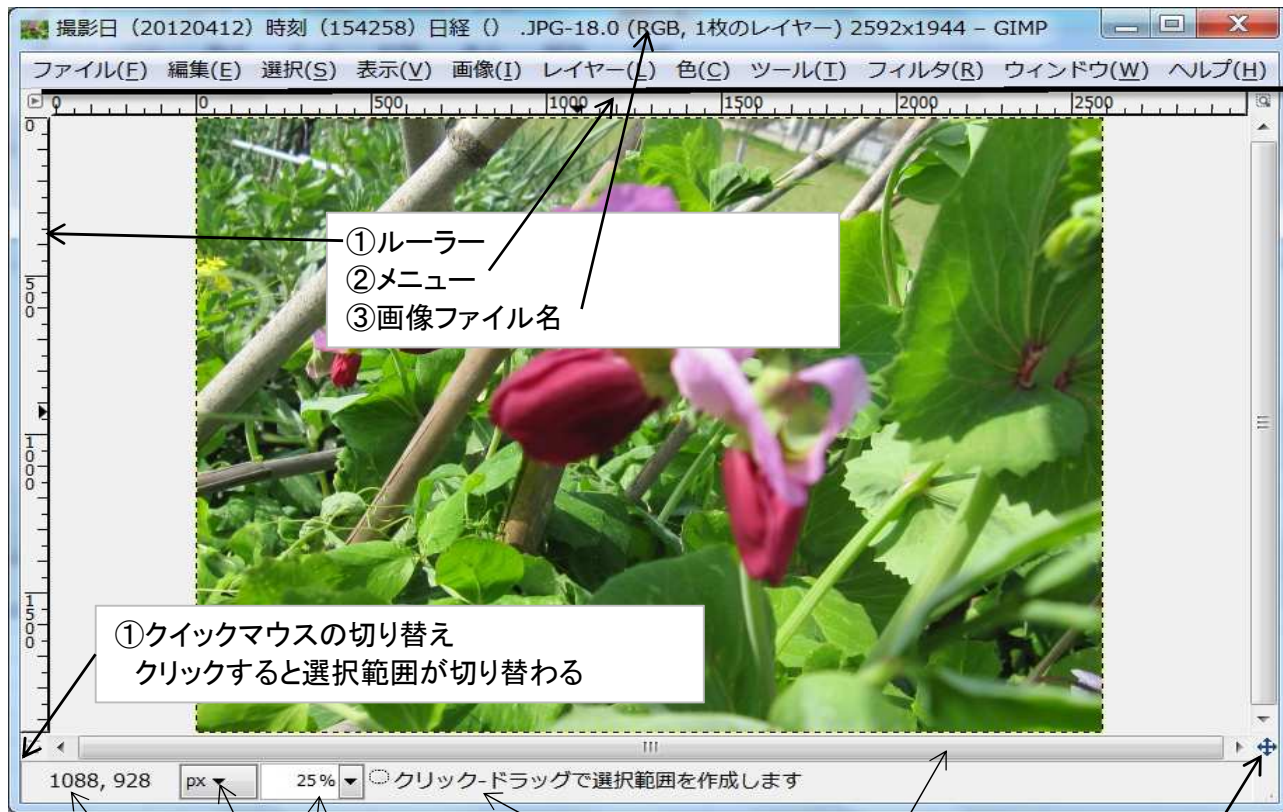 撮影日（20120412）時刻（154258）日経（） .JPG-18.0 (RGB, 1枚のレイヤー) 2592x1944 – GIMP
ファイル(F) 編集(E) 選択(S) 表示(V) 画像(I) レイヤー(L) 色(C) ツール(T) フィルタ(R) ウィンドウ(W) ヘルプ(H)
0 0 500 1000 1500 2000 2500
0
①ルーラー
②メニュー
500
③画像ファイル名
1000
1500
①クイックマウスの切り替え
クリックすると選択範囲が切り替わる
1088, 928 px 25% クリック-ドラッグで選択範囲を作成します